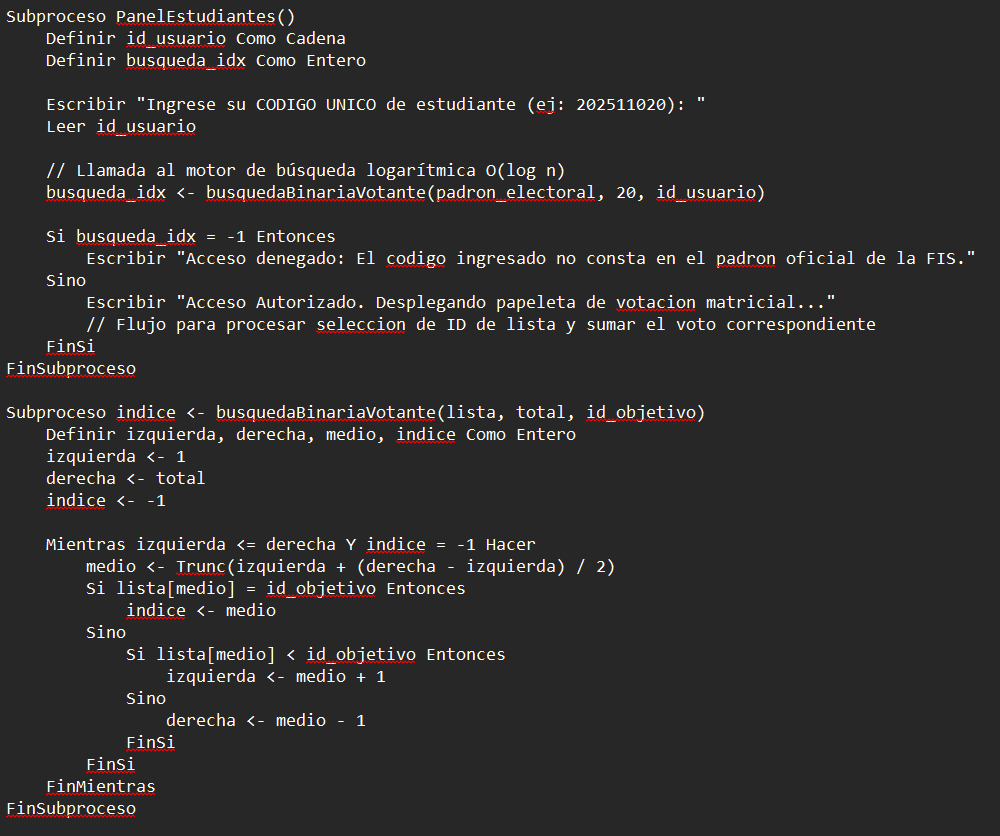 Subproceso PanelEstudiantes()
    Definir id_usuario Como Cadena
    Definir busqueda_idx Como Entero

    Escribir "Ingrese su CODIGO UNICO de estudiante (ej: 202511020): "
    Leer id_usuario

    // Llamada al motor de búsqueda logarítmica O(log n)
    busqueda_idx <- busquedaBinariaVotante(padron_electoral, 20, id_usuario)

    Si busqueda_idx = -1 Entonces
        Escribir "Acceso denegado: El codigo ingresado no consta en el padron oficial de la FIS."
    Sino
        Escribir "Acceso Autorizado. Desplegando papeleta de votacion matricial..."
        // Flujo para procesar seleccion de ID de lista y sumar el voto correspondiente
    FinSi
FinSubproceso

Subproceso indice <- busquedaBinariaVotante(lista, total, id_objetivo)
    Definir izquierda, derecha, medio, indice Como Entero
    izquierda <- 1
    derecha <- total
    indice <- -1

    Mientras izquierda <= derecha Y indice = -1 Hacer
        medio <- Trunc(izquierda + (derecha - izquierda) / 2)
        Si lista[medio] = id_objetivo Entonces
            indice <- medio
        Sino
            Si lista[medio] < id_objetivo Entonces
                izquierda <- medio + 1
            Sino
                derecha <- medio - 1
            FinSi
        FinSi
    FinMientras
FinSubproceso